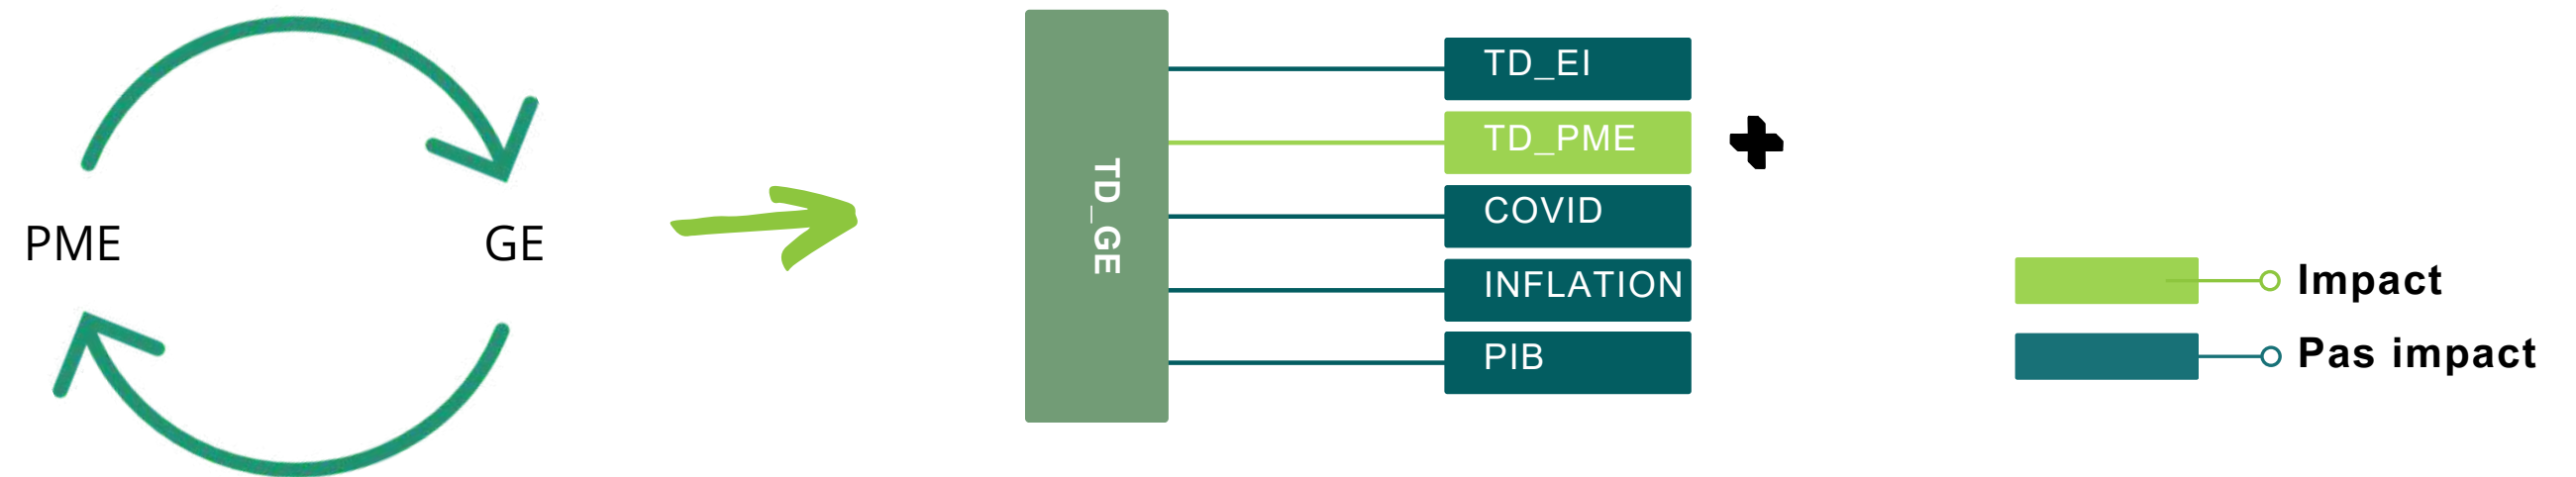 PME
GE
TD_GE
TD_EI
TD_PME
COVID
INFLATION
PIB
Impact
Pas impact